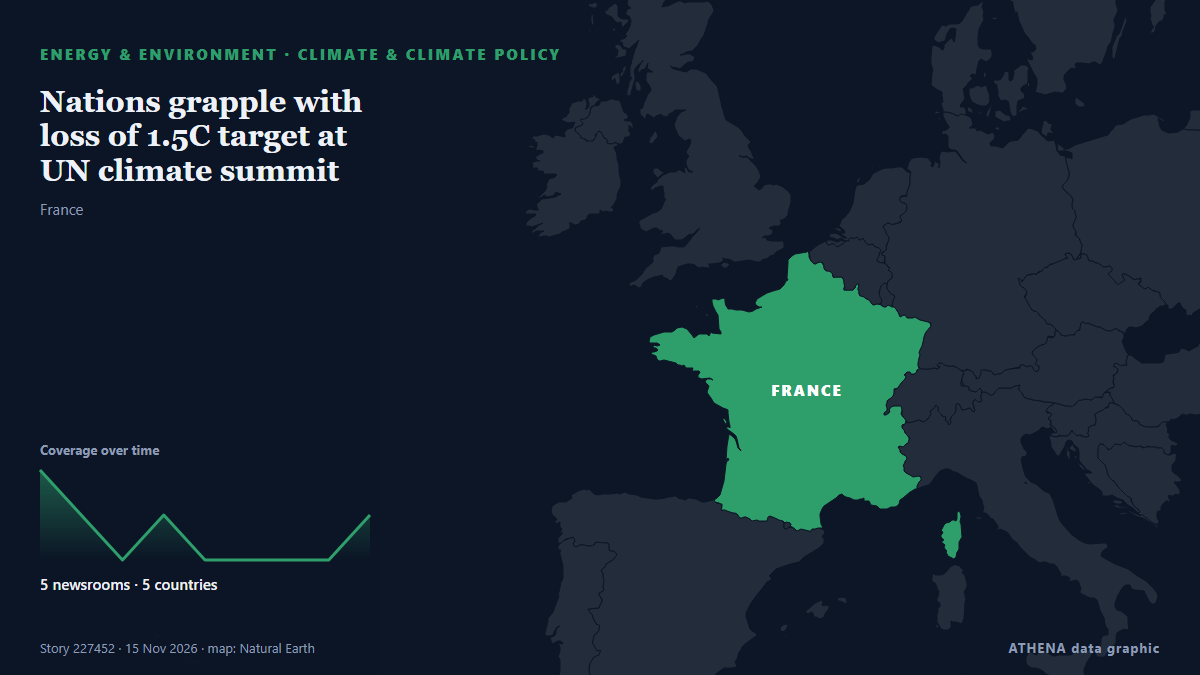 ENERGY & ENVIRONMENT · CLIMATE & CLIMATE POLICY
Nations grapple with
loss of 1.5C target at
UN climate summit
France
FRANCE
Coverage over time
5 newsrooms · 5 countries
Story 227452 · 15 Nov 2026 · map: Natural Earth
ATHENA data graphic